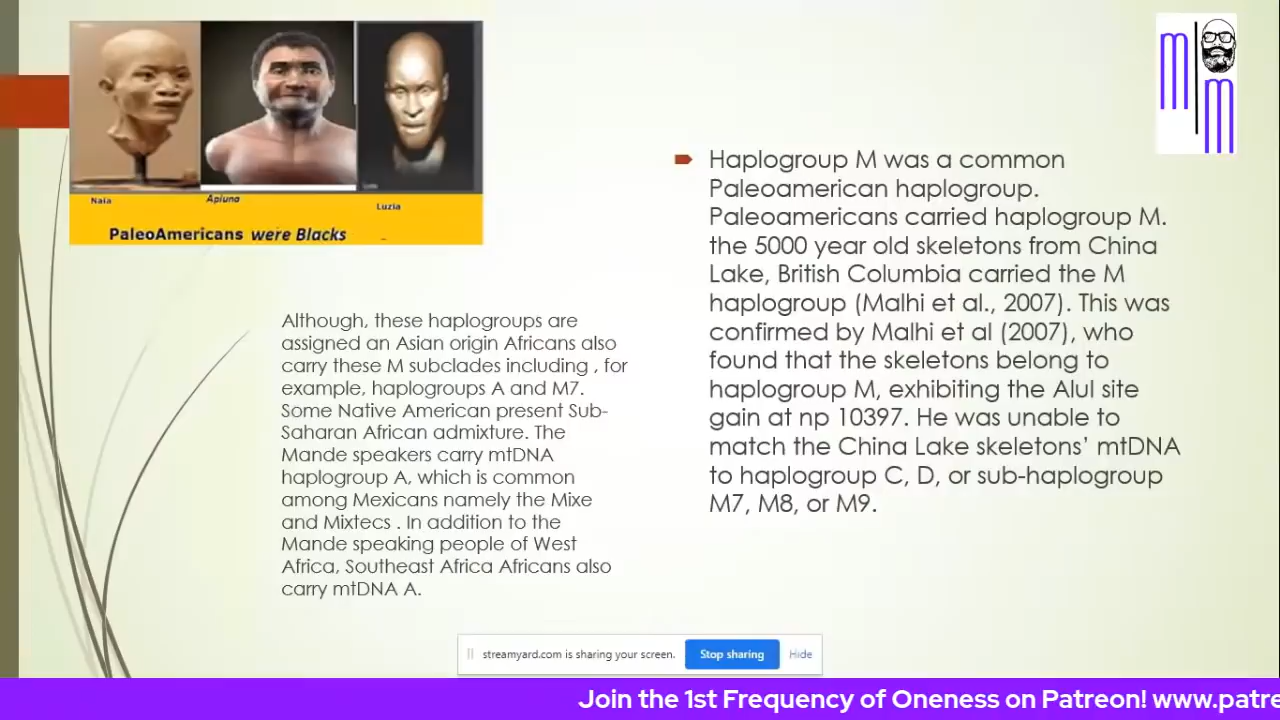 Naia
Apiuna
Luzia
PaleoAmericans were Blacks
Although, these haplogroups are
assigned an Asian origin Africans also
carry these M subclades including , for
example, haplogroups A and M7.
Some Native American present Sub-
Saharan African admixture. The
Mande speakers carry mtDNA
haplogroup A, which is common
among Mexicans namely the Mixe
and Mixtecs . In addition to the
Mande speaking people of West
Africa, Southeast Africa Africans also
carry mtDNA A.
Haplogroup M was a common
Paleoamerican haplogroup.
Paleoamericans carried haplogroup M.
the 5000 year old skeletons from China
Lake, British Columbia carried the M
haplogroup (Malhi et al., 2007). This was
confirmed by Malhi et al (2007), who
found that the skeletons belong to
haplogroup M, exhibiting the AluI site
gain at np 10397. He was unable to
match the China Lake skeletons’ mtDNA
to haplogroup C, D, or sub-haplogroup
M7, M8, or M9.
m
m
streamyard.com is sharing your screen.
Stop sharing
Hide
Join the 1st Frequency of Oneness on Patreon! www.patre